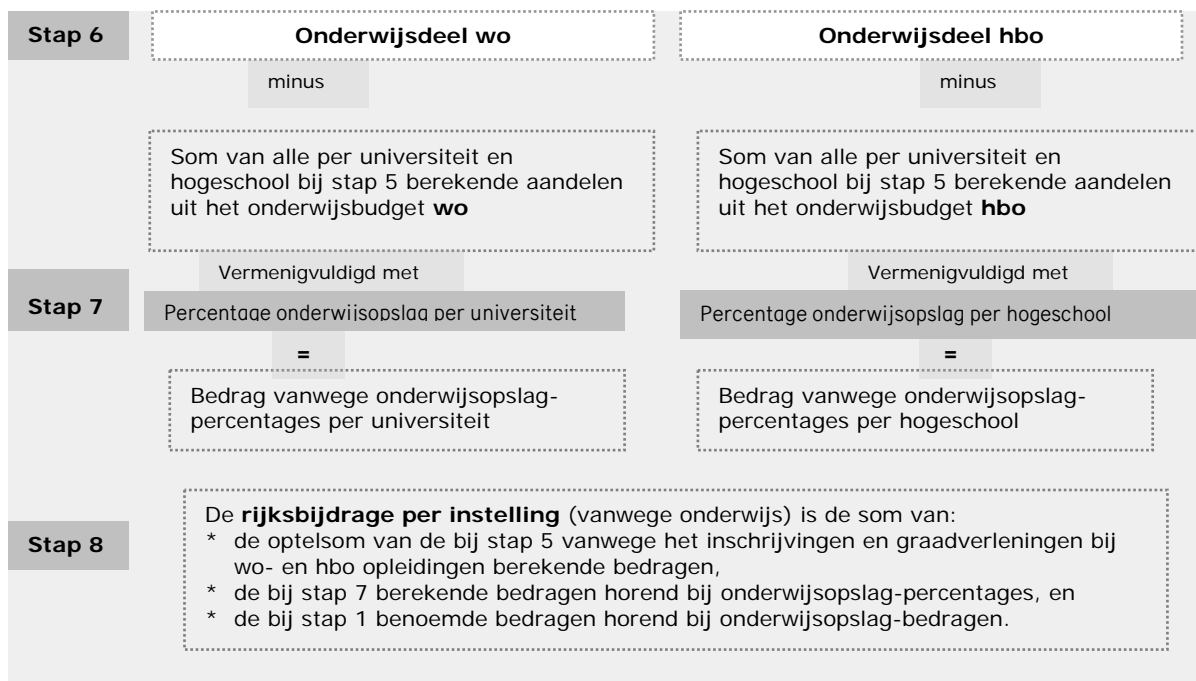 Stap 6
Onderwijsdeel wo
Onderwijsdeel hbo
minus
minus
Som van alle per universiteit en
hogeschool bij stap 5 berekende aandelen
uit het onderwijsbudget wo
Som van alle per universiteit en
hogeschool bij stap 5 berekende aandelen
uit het onderwijsbudget hbo
Vermenigvuldigd met
Vermenigvuldigd met
Stap 7
Percentage onderwijsopslag per universiteit
Percentage onderwijsopslag per hogeschool
=
=
Bedrag vanwege onderwijsopslag-
percentages per universiteit
Bedrag vanwege onderwijsopslag-
percentages per hogeschool
Stap 8
De rijksbijdrage per instelling (vanwege onderwijs) is de som van:
* de optelsom van de bij stap 5 vanwege het inschrijvingen en graadverleningen bij
wo- en hbo opleidingen berekende bedragen,
* de bij stap 7 berekende bedragen horend bij onderwijsopslag-percentages, en
* de bij stap 1 benoemde bedragen horend bij onderwijsopslag-bedragen.